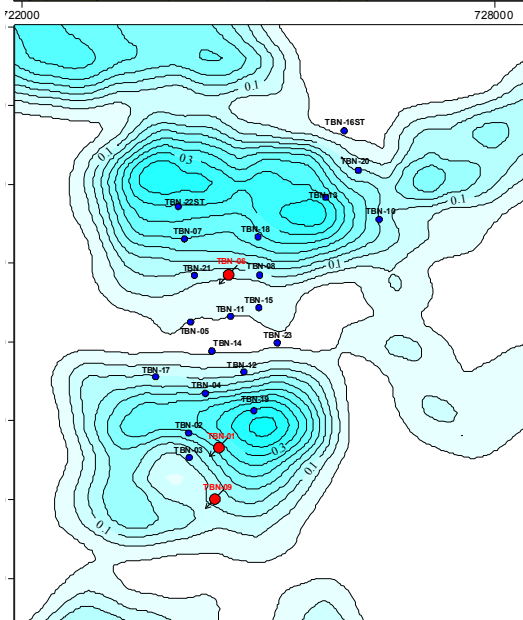 722000 728000
0.1
TBN-16ST
0.1
0.3
TBN-20
TBN-13
0.1
TBN-22ST
TBN-10
TBN-07
TBN-18
TBN-06
0.1
TBN-21
TBN-08
TBN-15
TBN-11
TBN-05
TBN-23
TBN-14
TBN-12
TBN-17
TBN-04
TBN-19
TBN-02
TBN-01
0.3
TBN-03
0.1
TBN-09
0.1